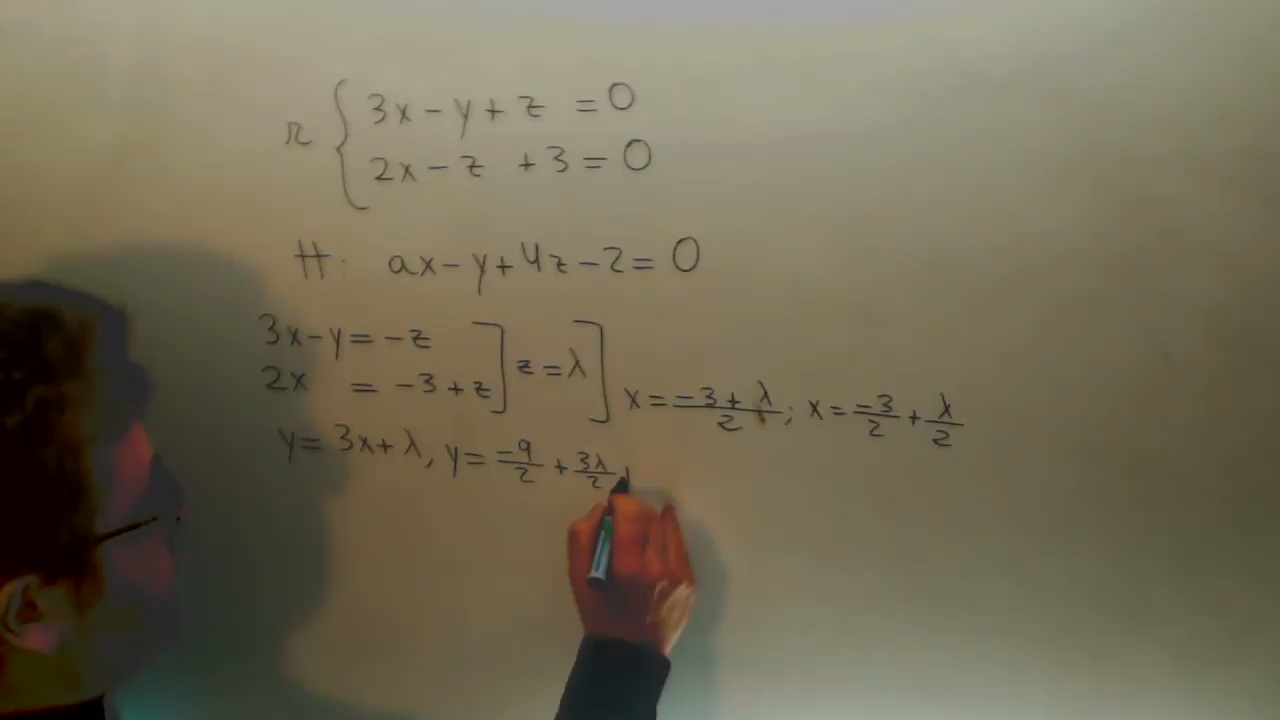 r { 3x - y + z = 0
2x - z + 3 = 0
π: ax - y + 4z - 2 = 0
3x - y = -z
2x = -3 + z ] z = λ ] x = (-3 + λ)/2; x = -3/2 + λ/2
y = 3x + λ, y = -9/2 + 3λ/2 +